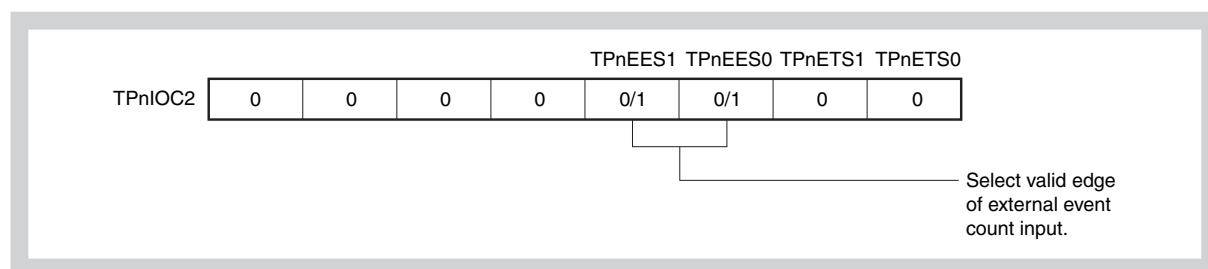 TPnEES1 TPnEES0 TPnETS1 TPnETS0
TPnIOC2 0 0 0 0 0/1 0/1 0 0
Select valid edge
of external event
count input.